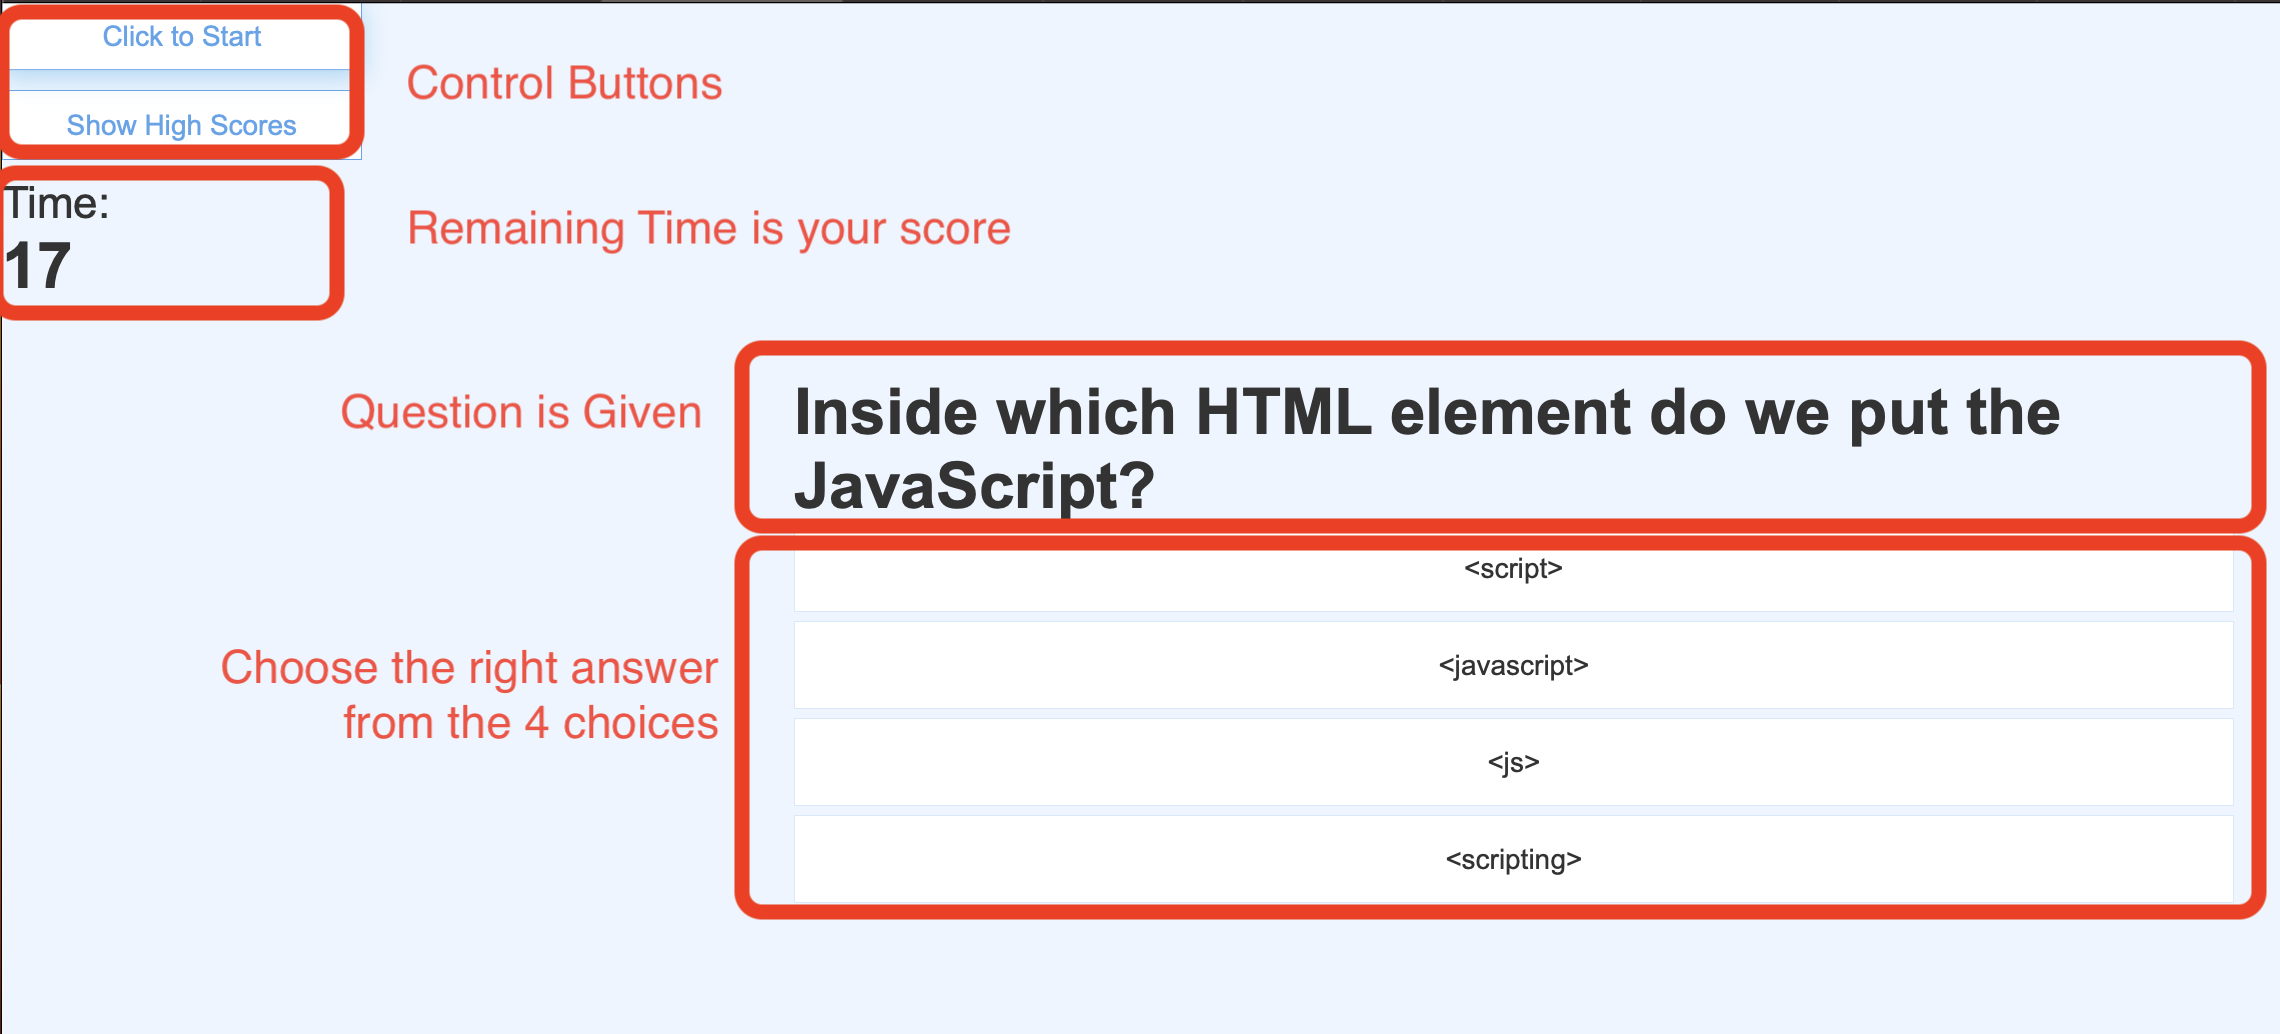 Click to Start
Control Buttons
Show High Scores
Time:
17
Remaining Time is your score
Question is Given
Inside which HTML element do we put the
JavaScript?
<script>
<javascript>
Choose the right answer
from the 4 choices
<js>
<scripting>